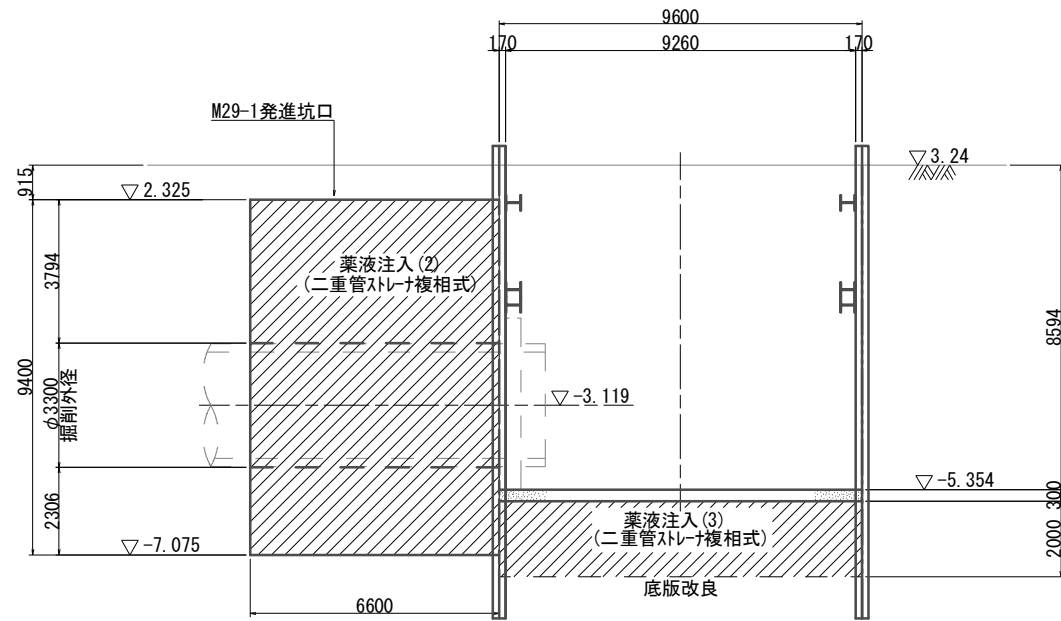 9600
170
9260
170
M29-1発進坑口
3.24
915
2.325
薬液注入(2)
(二重管ストレーナ複相式)
3794
8594
9400
φ3300
掘削外径
-3.119
2306
-5.354
300
薬液注入(3)
(二重管ストレーナ複相式)
2000
-7.075
底版改良
6600